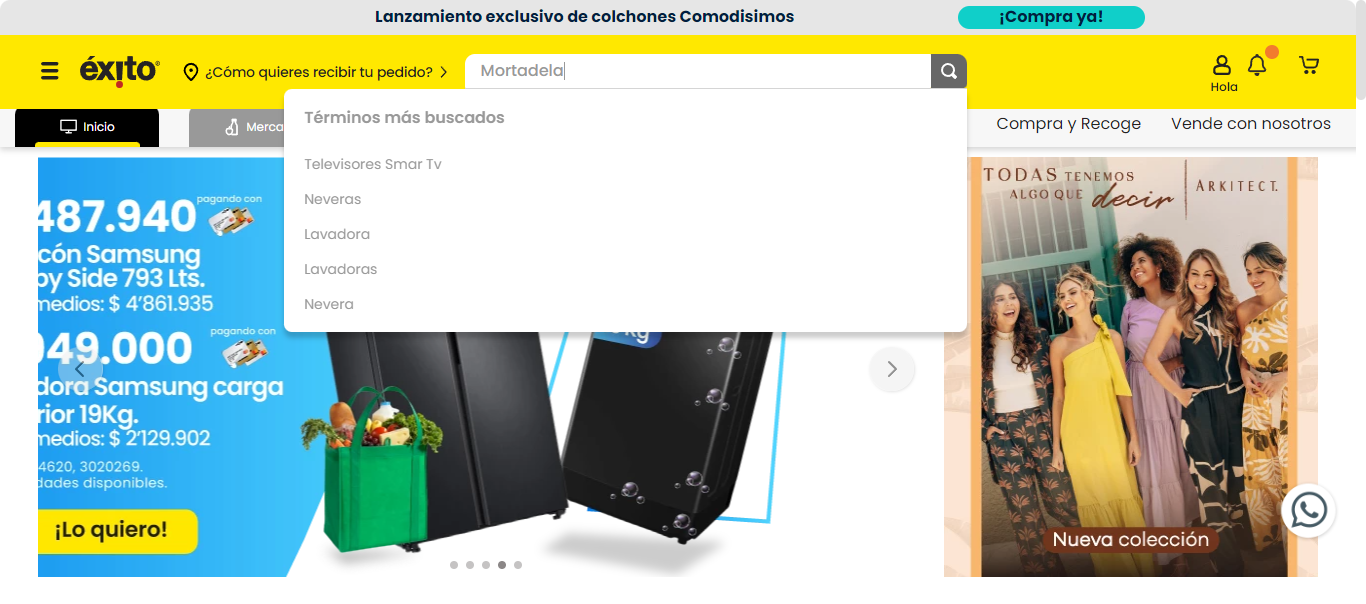 Lanzamiento exclusivo de colchones Comodisimos
¡Compra ya!
éxito
¿Cómo quieres recibir tu pedido?
Mortadela
Hola
Inicio
Merca
Compra y Recoge
Vende con nosotros
Términos más buscados
Televisores Smar Tv
Neveras
Lavadora
Lavadoras
Nevera
487.940
pagando con
cón Samsung
by Side 793 Lts.
medios: $ 4'861.935
049.000
pagando con
dora Samsung carga
rior 19Kg.
medios: $ 2'129.902
4620, 3020269.
dades disponibles.
¡Lo quiero!
Kg
TODAS TENEMOS
ALGO QUE decir
ARKITECT.
Nueva colección